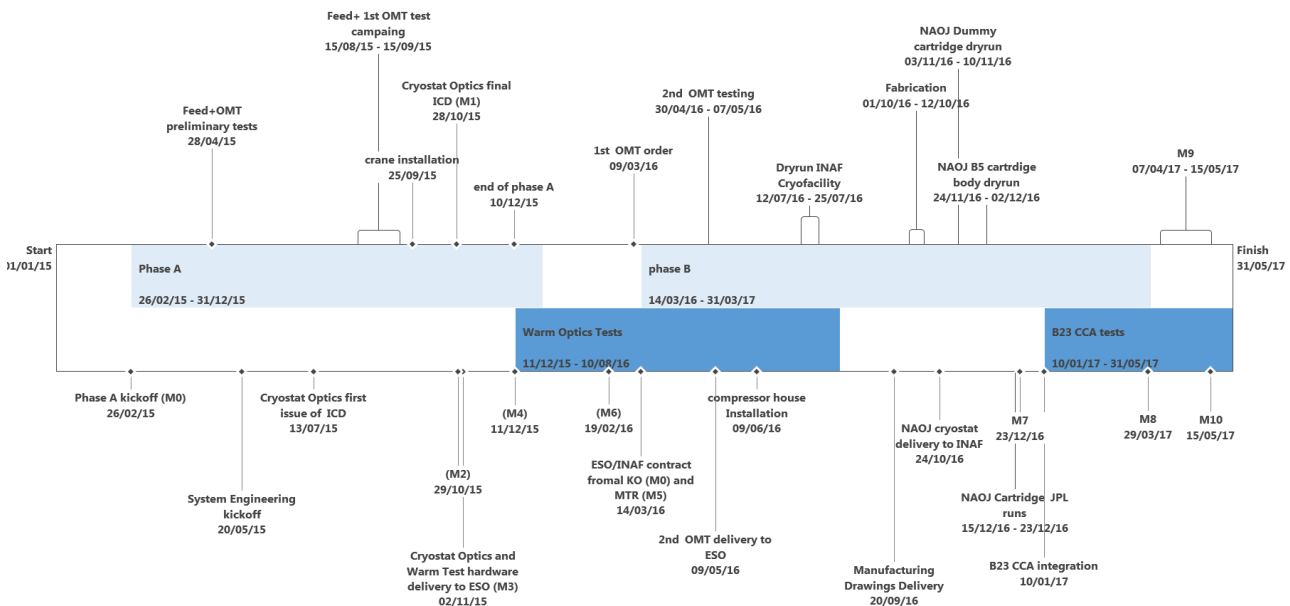 Feed+ 1st OMT test
campaing
15/08/15 - 15/09/15
NAOJ Dummy
cartridge dryrun
03/11/16 - 10/11/16
Cryostat Optics final
ICD (M1)
28/10/15
2nd OMT testing
30/04/16 - 07/05/16
Fabrication
01/10/16 - 12/10/16
Feed+OMT
preliminary tests
28/04/15
crane installation
25/09/15
1st OMT order
09/03/16
end of phase A
10/12/15
Dryrun INAF
Cryofacility
12/07/16 - 25/07/16
NAOJ B5 cartrdige
body dryrun
24/11/16 - 02/12/16
M9
07/04/17 - 15/05/17
Start
01/01/15
Finish
31/05/17
Phase A
26/02/15 - 31/12/15
phase B
14/03/16 - 31/03/17
Warm Optics Tests
11/12/15 - 10/08/16
B23 CCA tests
10/01/17 - 31/05/17
Phase A kickoff (M0)
26/02/15
Cryostat Optics first
issue of ICD
13/07/15
(M4)
11/12/15
(M6)
19/02/16
compressor house
Installation
09/06/16
NAOJ cryostat
delivery to INAF
24/10/16
M7
23/12/16
M8
29/03/17
M10
15/05/17
(M2)
29/10/15
ESO/INAF contract
fromal KO (M0) and
MTR (M5)
14/03/16
System Engineering
kickoff
20/05/15
NAOJ Cartridge JPL
runs
15/12/16 - 23/12/16
2nd OMT delivery to
ESO
09/05/16
Cryostat Optics and
Warm Test hardware
delivery to ESO (M3)
02/11/15
Manufacturing
Drawings Delivery
20/09/16
B23 CCA integration
10/01/17